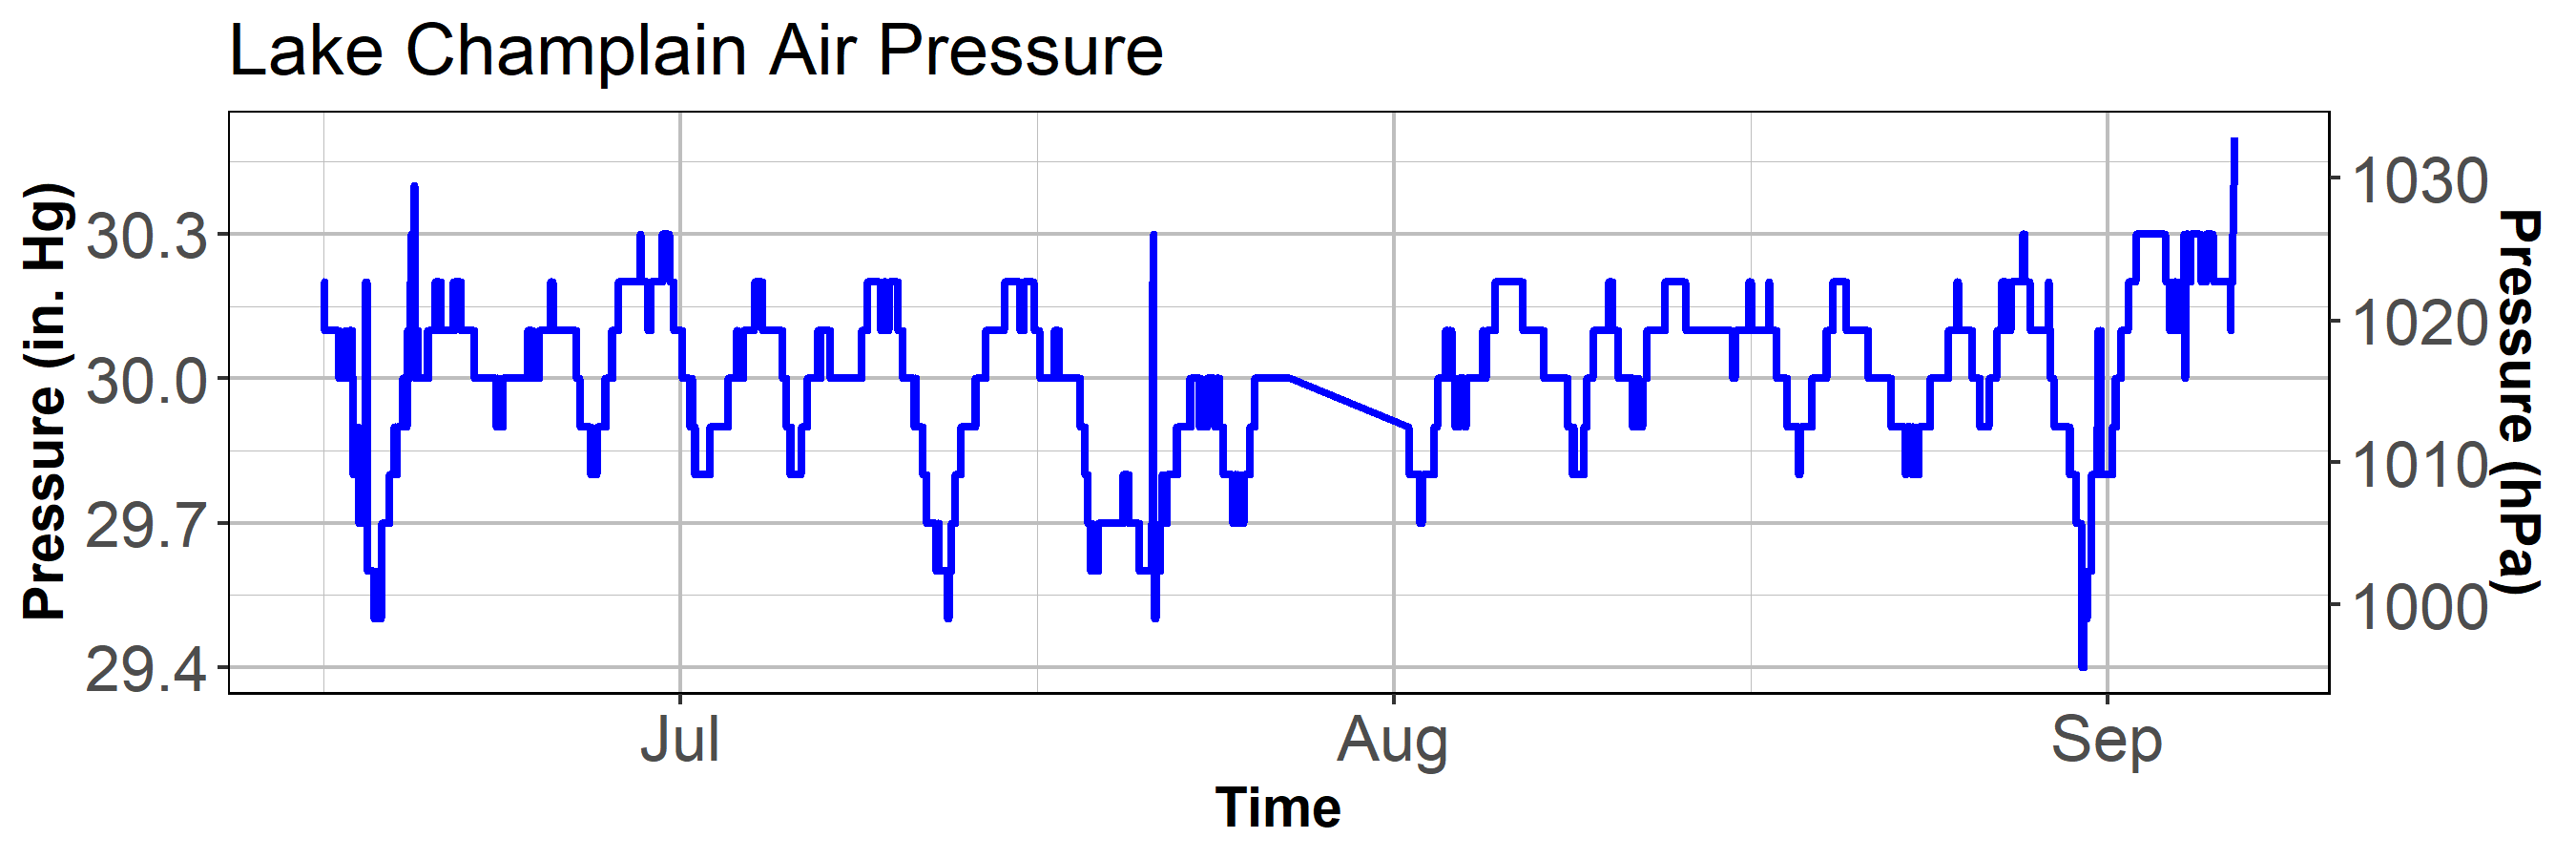 Lake Champlain Air Pressure
Pressure (in. Hg)
30.3
30.0
29.7
29.4
1030
1020
1010
1000
Pressure (hPa)
Jul Aug Sep
Time